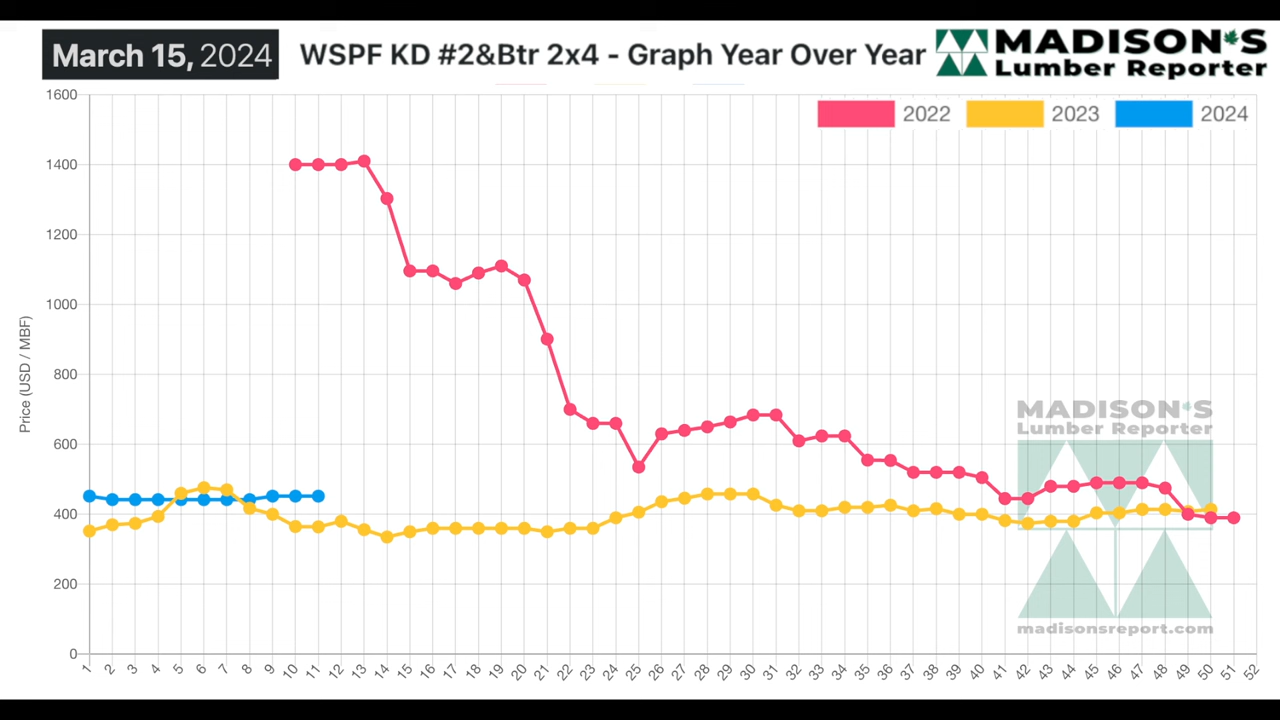 March 15, 2024
WSPF KD #2&Btr 2x4 - Graph Year Over Year
MADISON'S
Lumber Reporter
2022
2023
2024
Price (USD / MBF)
1600
1400
1200
1000
800
600
400
200
0
1 2 3 4 5 6 7 8 9 10 11 12 13 14 15 16 17 18 19 20 21 22 23 24 25 26 27 28 29 30 31 32 33 34 35 36 37 38 39 40 41 42 43 44 45 46 47 48 49 50 51 52
MADISON'S
Lumber Reporter
madisonsreport.com